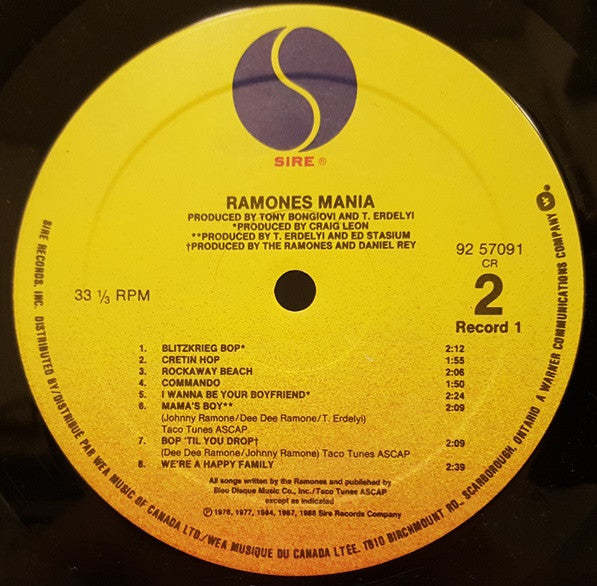 SIRE ®
RAMONES MANIA
PRODUCED BY TONY BONGIOVI AND T. ERDELYI
*PRODUCED BY CRAIG LEON
**PRODUCED BY T. ERDELYI AND ED STASIUM
†PRODUCED BY THE RAMONES AND DANIEL REY
92 57091
CR
33 ⅓ RPM
2
Record 1
1. BLITZKRIEG BOP* 2:12
2. CRETIN HOP 1:55
3. ROCKAWAY BEACH 2:06
4. COMMANDO 1:50
5. I WANNA BE YOUR BOYFRIEND* 2:24
6. MAMA'S BOY** 2:09
(Johnny Ramone/Dee Dee Ramone/T. Erdelyi)
Taco Tunes ASCAP.
7. BOP 'TIL YOU DROP† 2:09
(Dee Dee Ramone/Johnny Ramone) Taco Tunes ASCAP
8. WE'RE A HAPPY FAMILY 2:39
All songs written by the Ramones and published by
Bleu Disque Music Co., Inc./Taco Tunes ASCAP
except as indicated
℗ 1976, 1977, 1984, 1987, 1988 Sire Records Company
SIRE RECORDS, INC. DISTRIBUTED BY/DISTRIBUE PAR WEA MUSIC OF CANADA LTD./WEA MUSIQUE DU CANADA LTEE. 1810 BIRCHMOUNT RD., SCARBOROUGH, ONTARIO A WARNER COMMUNICATIONS COMPANY